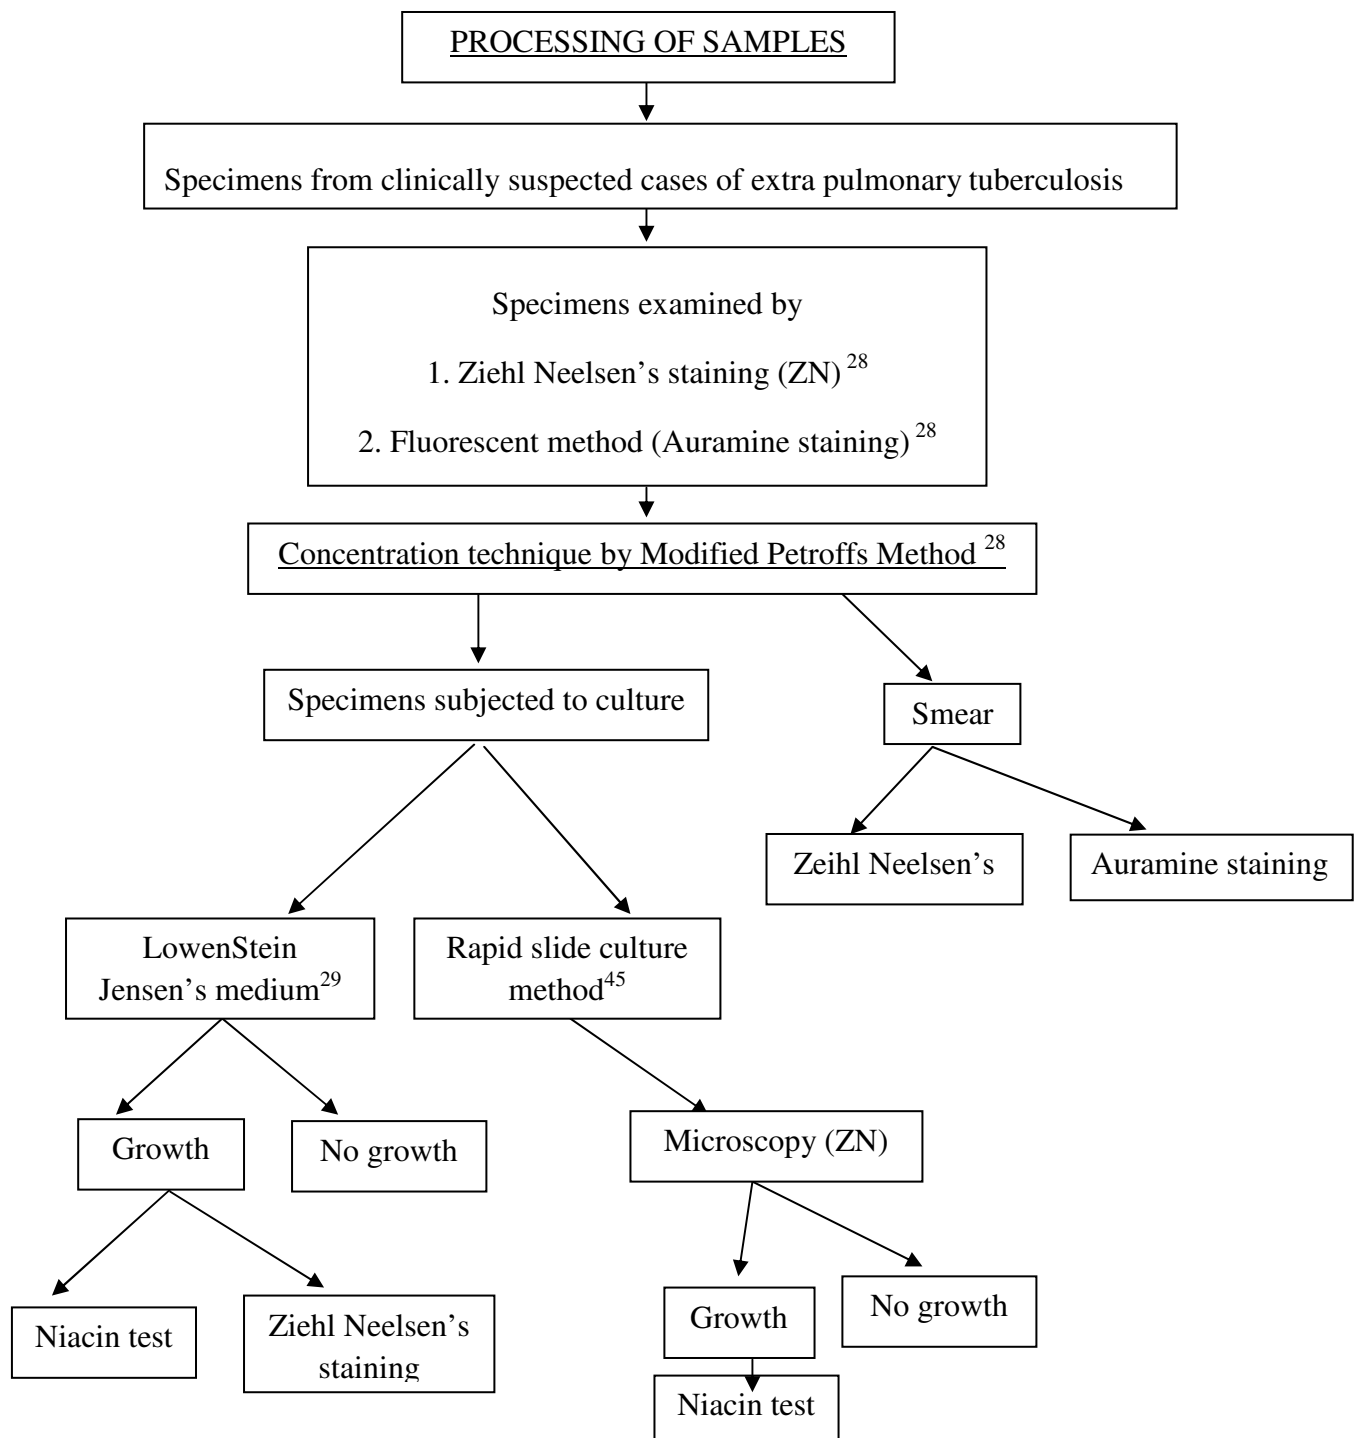 PROCESSING OF SAMPLES
Specimens from clinically suspected cases of extra pulmonary tuberculosis
Specimens examined by
1. Ziehl Neelsen’s staining (ZN) 28
2. Fluorescent method (Auramine staining) 28
Concentration technique by Modified Petroffs Method 28
Specimens subjected to culture
Smear
Zeihl Neelsen’s
Auramine staining
LowenStein
Jensen’s medium29
Rapid slide culture
method45
Growth
No growth
Microscopy (ZN)
Niacin test
Ziehl Neelsen’s
staining
Growth
No growth
Niacin test